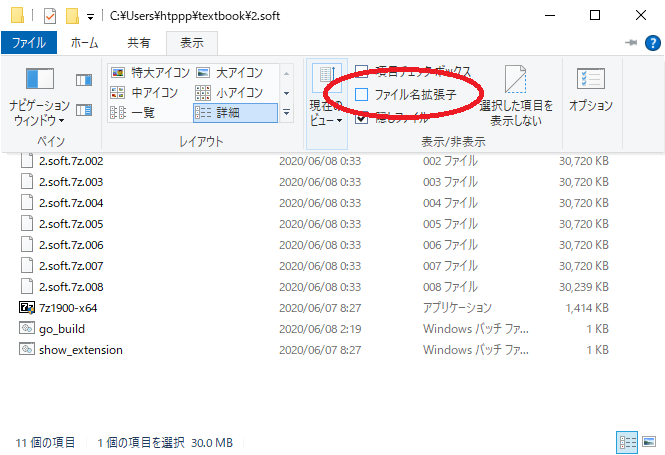 C:¥Users¥htppp¥textbook¥2.soft
ファイル ホーム 共有 表示
ナビゲーション ウィンドウ
ペイン
特大アイコン 大アイコン
中アイコン 小アイコン
一覧 詳細
レイアウト
現在の ビュー
項目チェック ボックス
ファイル名拡張子
隠しファイル
選択した項目を 表示しない
表示/非表示
オプション
2.soft.7z.002 2020/06/08 0:33 002 ファイル 30,720 KB
2.soft.7z.003 2020/06/08 0:33 003 ファイル 30,720 KB
2.soft.7z.004 2020/06/08 0:33 004 ファイル 30,720 KB
2.soft.7z.005 2020/06/08 0:33 005 ファイル 30,720 KB
2.soft.7z.006 2020/06/08 0:33 006 ファイル 30,720 KB
2.soft.7z.007 2020/06/08 0:33 007 ファイル 30,720 KB
2.soft.7z.008 2020/06/08 0:33 008 ファイル 30,239 KB
7z1900-x64 2020/06/07 8:27 アプリケーション 1,414 KB
go_build 2020/06/08 2:19 Windows バッチ ファ... 1 KB
show_extension 2020/06/07 8:27 Windows バッチ ファ... 1 KB
11 個の項目 1 個の項目を選択 30.0 MB